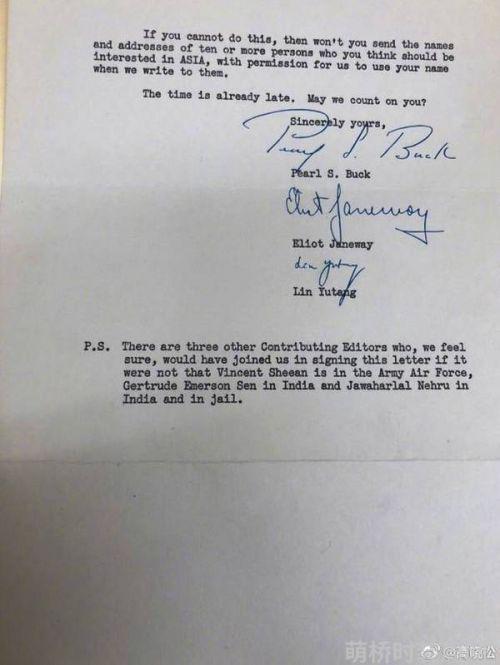 If you cannot do this, then won't you send the names
and addresses of ten or more persons who you think should be
interested in ASIA, with permission for us to use your name
when we write to them.
The time is already late. May we count on you?
Sincerely yours,
Pearl S. Buck
Pearl S. Buck
Eliot Janeway
Eliot Janeway
Lin Yutang
Lin Yutang
P.S. There are three other Contributing Editors who, we feel
sure, would have joined us in signing this letter if it
were not that Vincent Sheean is in the Army Air Force,
Gertrude Emerson Sen in India and Jawaharlal Nehru in
India and in jail.
萌桥时
@高晓松